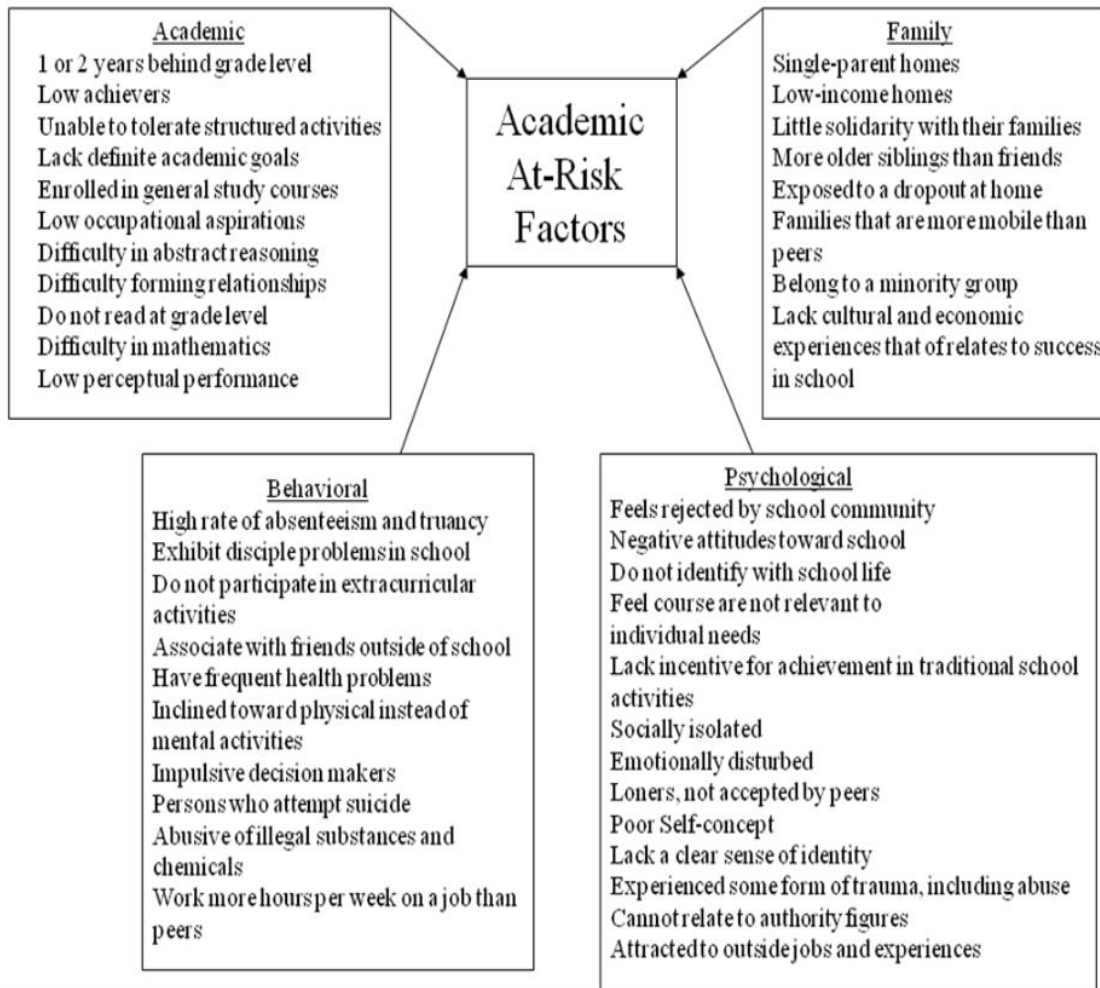 Academic
1 or 2 years behind grade level
Low achievers
Unable to tolerate structured activities
Lack definite academic goals
Enrolled in general study courses
Low occupational aspirations
Difficulty in abstract reasoning
Difficulty forming relationships
Do not read at grade level
Difficulty in mathematics
Low perceptual performance
Academic
At-Risk
Factors
Family
Single-parent homes
Low-income homes
Little solidarity with their families
More older siblings than friends
Exposed to a dropout at home
Families that are more mobile than
peers
Belong to a minority group
Lack cultural and economic
experiences that of relates to success
in school
Behavioral
High rate of absenteeism and truancy
Exhibit disciple problems in school
Do not participate in extracurricular
activities
Associate with friends outside of school
Have frequent health problems
Inclined toward physical instead of
mental activities
Impulsive decision makers
Persons who attempt suicide
Abusive of illegal substances and
chemicals
Work more hours per week on a job than
peers
Psychological
Feels rejected by school community
Negative attitudes toward school
Do not identify with school life
Feel course are not relevant to
individual needs
Lack incentive for achievement in traditional school
activities
Socially isolated
Emotionally disturbed
Loners, not accepted by peers
Poor Self-concept
Lack a clear sense of identity
Experienced some form of trauma, including abuse
Cannot relate to authority figures
Attracted to outside jobs and experiences